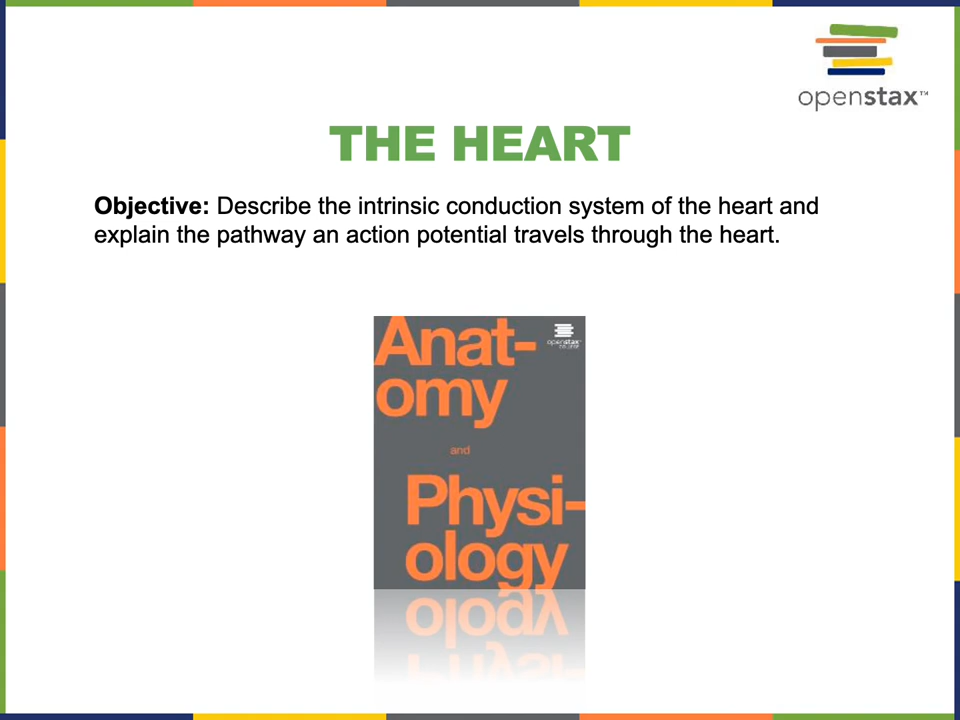 openstax™
THE HEART
Objective: Describe the intrinsic conduction system of the heart and
explain the pathway an action potential travels through the heart.
Anat-
openstax
omy
and
Physi-
ology